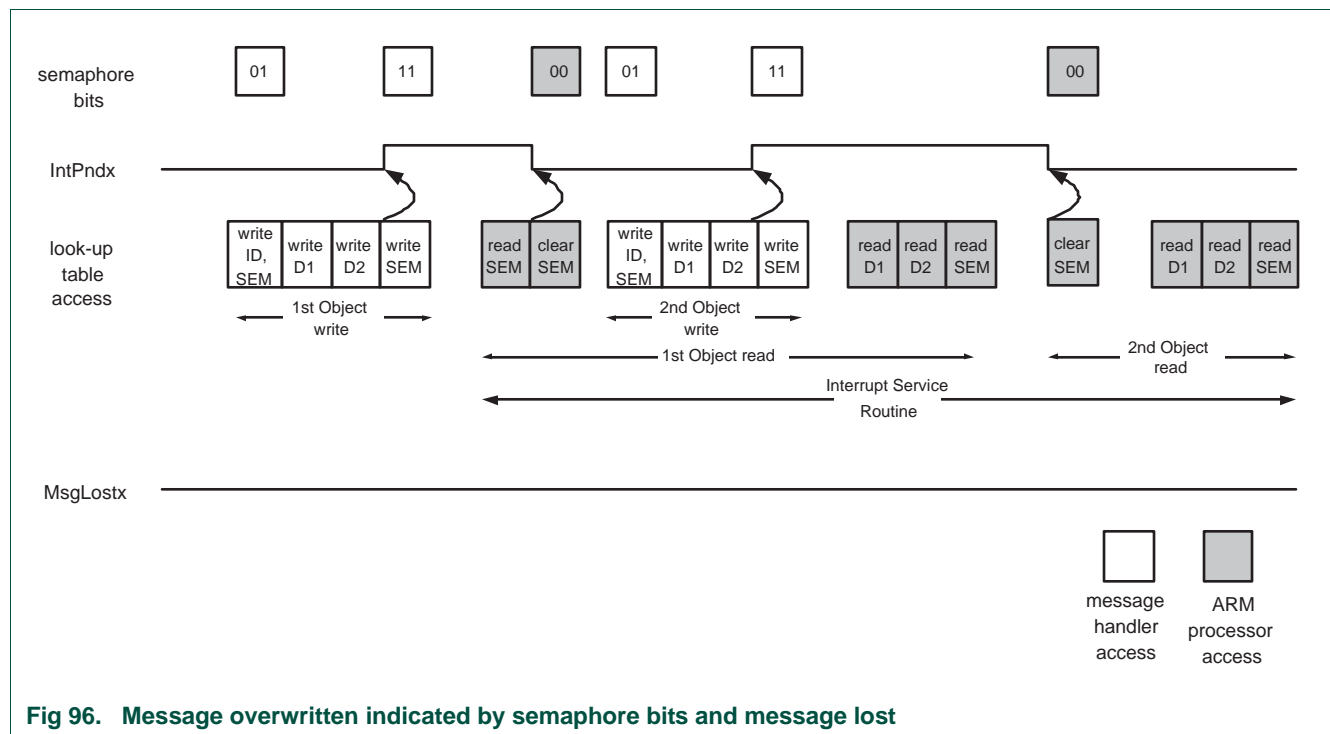 semaphore
bits
01
11
00
01
11
00
IntPndx
look-up
table
access
write
ID,
SEM
write
D1
write
D2
write
SEM
read
SEM
clear
SEM
write
ID,
SEM
write
D1
write
D2
write
SEM
read
D1
read
D2
read
SEM
clear
SEM
read
D1
read
D2
read
SEM
1st Object
write
2nd Object
write
1st Object read
2nd Object
read
Interrupt Service
Routine
MsgLostx
message
handler
access
ARM
processor
access
Fig 96. Message overwritten indicated by semaphore bits and message lost